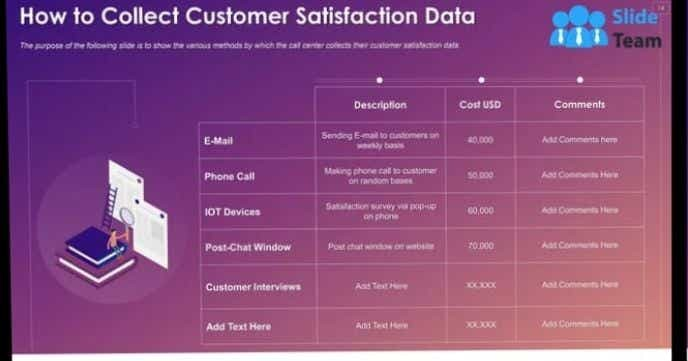 How to Collect Customer Satisfaction Data
The purpose of the following slide is to show the various methods by which the call center collects their customer satisfaction data
Slide
Team
Description Cost USD Comments
E-Mail Sending E-mail to customers on weekly basis 40,000 Add Comments here
Phone Call Making phone call to customer on random bases 50,000 Add Comments Here
IOT Devices Satisfaction survey via pop-up on phone 60,000 Add Comments Here
Post-Chat Window Post chat window on website 70,000 Add Comments Here
Customer Interviews Add Text Here XX,XXX Add Comments Here
Add Text Here Add Text Here XX,XXX Add Comments Here